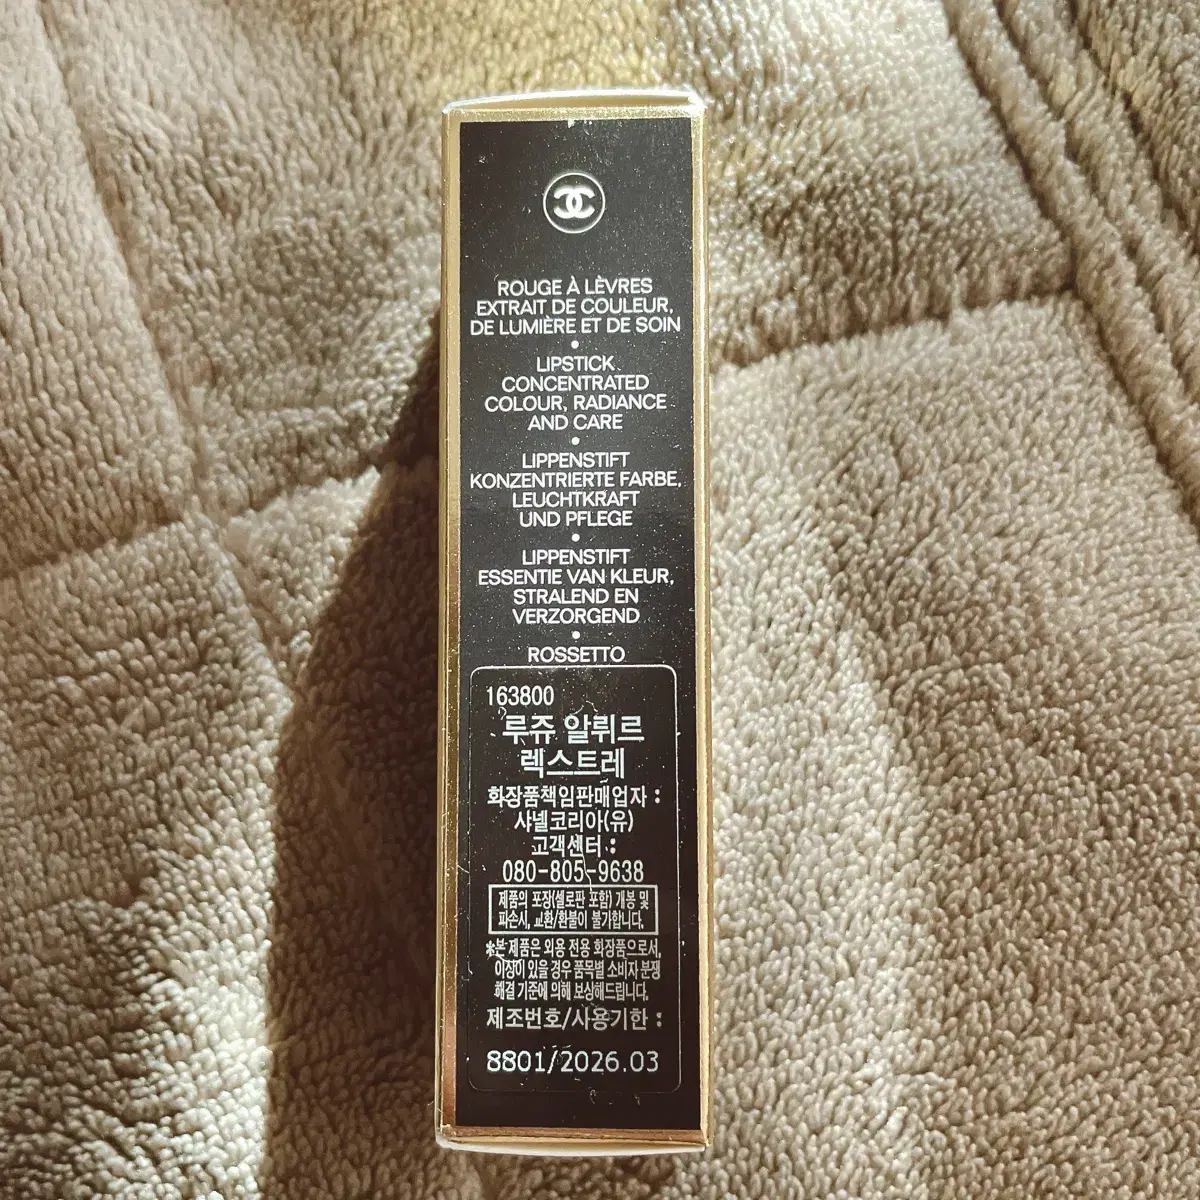 ROUGE À LÈVRES
EXTRAIT DE COULEUR,
DE LUMIÈRE ET DE SOIN
•
LIPSTICK
CONCENTRATED
COLOUR, RADIANCE
AND CARE
•
LIPPENSTIFT
KONZENTRIERTE FARBE,
LEUCHTKRAFT
UND PFLEGE
•
LIPPENSTIFT
ESSENTIE VAN KLEUR,
STRALEND EN
VERZORGEND
•
ROSSETTO
163800
루쥬 알뤼르
렉스트레
화장품책임판매업자 :
샤넬코리아(유)
고객센터 :
080-805-9638
제품의 포장(셀로판 포함) 개봉 및
파손시, 교환/환불이 불가합니다.
*본 제품은 외용 전용 화장품으로서,
이상이 있을 경우 품목별 소비자 분쟁
해결 기준에 의해 보상해드립니다.
제조번호/사용기한 :
8801/2026.03